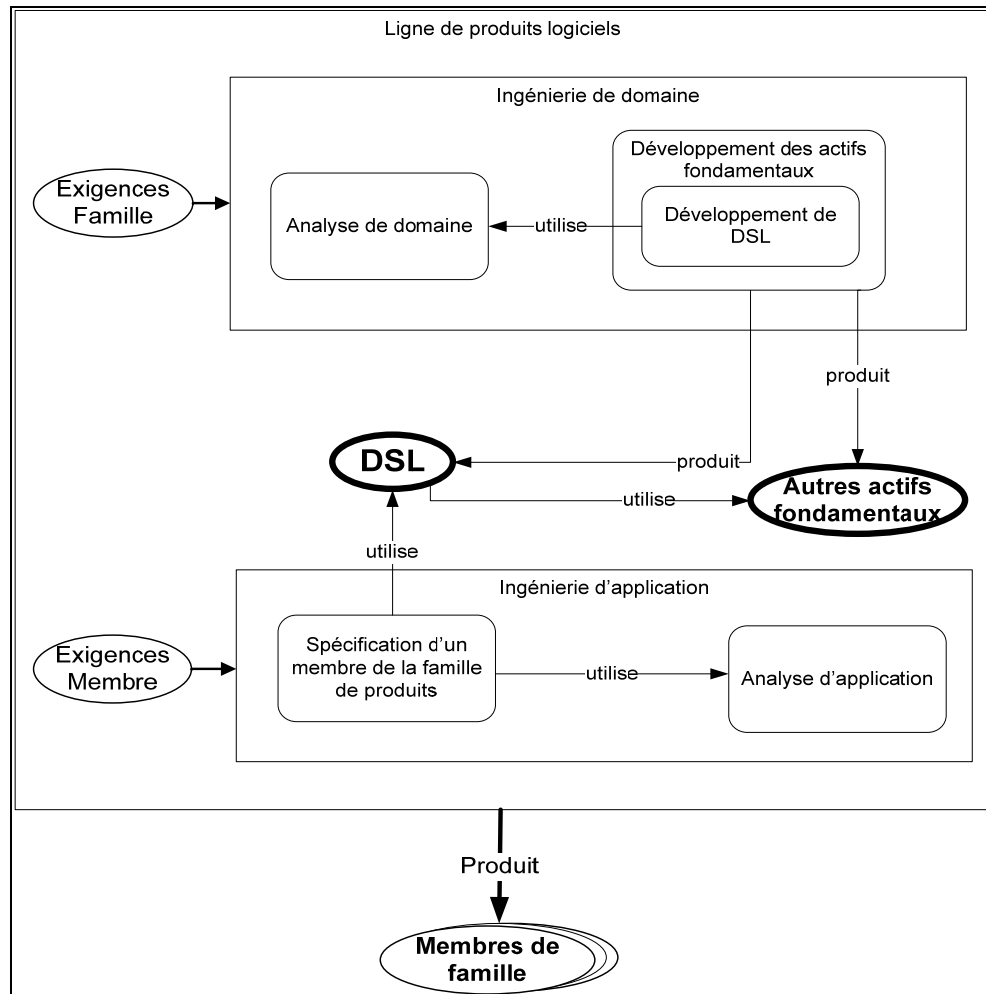 Ligne de produits logiciels
Ingénierie de domaine
Développement des actifs
fondamentaux
Exigences
Famille
Analyse de domaine
utilise
Développement de
DSL
produit
DSL
produit
utilise
Autres actifs
fondamentaux
utilise
Ingénierie d'application
Exigences
Membre
Spécification d'un
membre de la famille
de produits
utilise
Analyse d'application
Produit
Membres de
famille